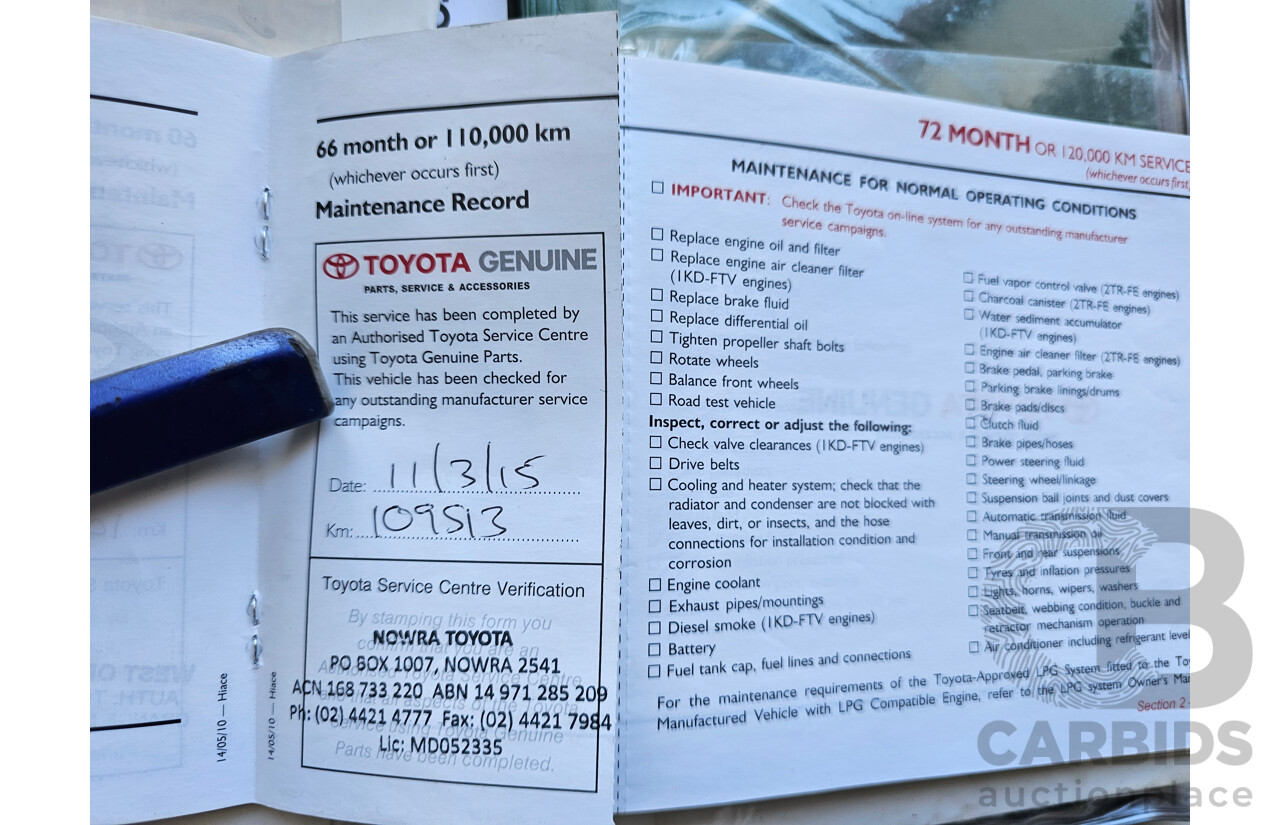 66 month or 110,000 km
(whichever occurs first)
Maintenance Record
TOYOTA GENUINE
PARTS, SERVICE & ACCESSORIES
This service has been completed by
an Authorised Toyota Service Centre
using Toyota Genuine Parts.
This vehicle has been checked for
any outstanding manufacturer service
campaigns.
Date: 11/3/15
Km: 109513
Toyota Service Centre Verification
By stamping this form you
confirm that you are an
NOWRA TOYOTA
PO BOX 1007, NOWRA 2541
ACN 168 733 220 ABN 14 971 285 209
Ph: (02) 4421 4777 Fax: (02) 4421 7984
Lic: MD052335
Parts have been completed.
14/05/10 — Hiace
14/05/10 — Hiace
72 MONTH OR 120,000 KM SERVICE
(whichever occurs first
MAINTENANCE FOR NORMAL OPERATING CONDITIONS
IMPORTANT: Check the Toyota on-line system for any outstanding manufacturer
service campaigns.
Replace engine oil and filter
Replace engine air cleaner filter
(1KD-FTV engines)
Replace brake fluid
Replace differential oil
Tighten propeller shaft bolts
Rotate wheels
Balance front wheels
Road test vehicle
Inspect, correct or adjust the following:
Check valve clearances (1KD-FTV engines)
Drive belts
Cooling and heater system; check that the
radiator and condenser are not blocked with
leaves, dirt, or insects, and the hose
connections for installation condition and
corrosion
Engine coolant
Exhaust pipes/mountings
Diesel smoke (1KD-FTV engines)
Battery
Fuel tank cap, fuel lines and connections
Fuel vapor control valve (2TR-FE engines)
Charcoal canister (2TR-FE engines)
Water sediment accumulator
(1KD-FTV engines)
Engine air cleaner filter (2TR-FE engines)
Brake pedal, parking brake
Parking brake linings/drums
Brake pads/discs
Clutch fluid
Brake pipes/hoses
Power steering fluid
Steering wheel/linkage
Suspension ball joints and dust covers
Automatic transmission fluid
Manual transmission oil
Front and rear suspensions
Tyres and inflation pressures
Lights, horns, wipers, washers
Seatbelt, webbing condition, buckle and
retractor mechanism operation
Air conditioner including refrigerant level
For the maintenance requirements of the Toyota-Approved LPG System fitted to the To
Manufactured Vehicle with LPG Compatible Engine, refer to the LPG system Owner's Ma
Section 2
CARBIDS
auctionplace